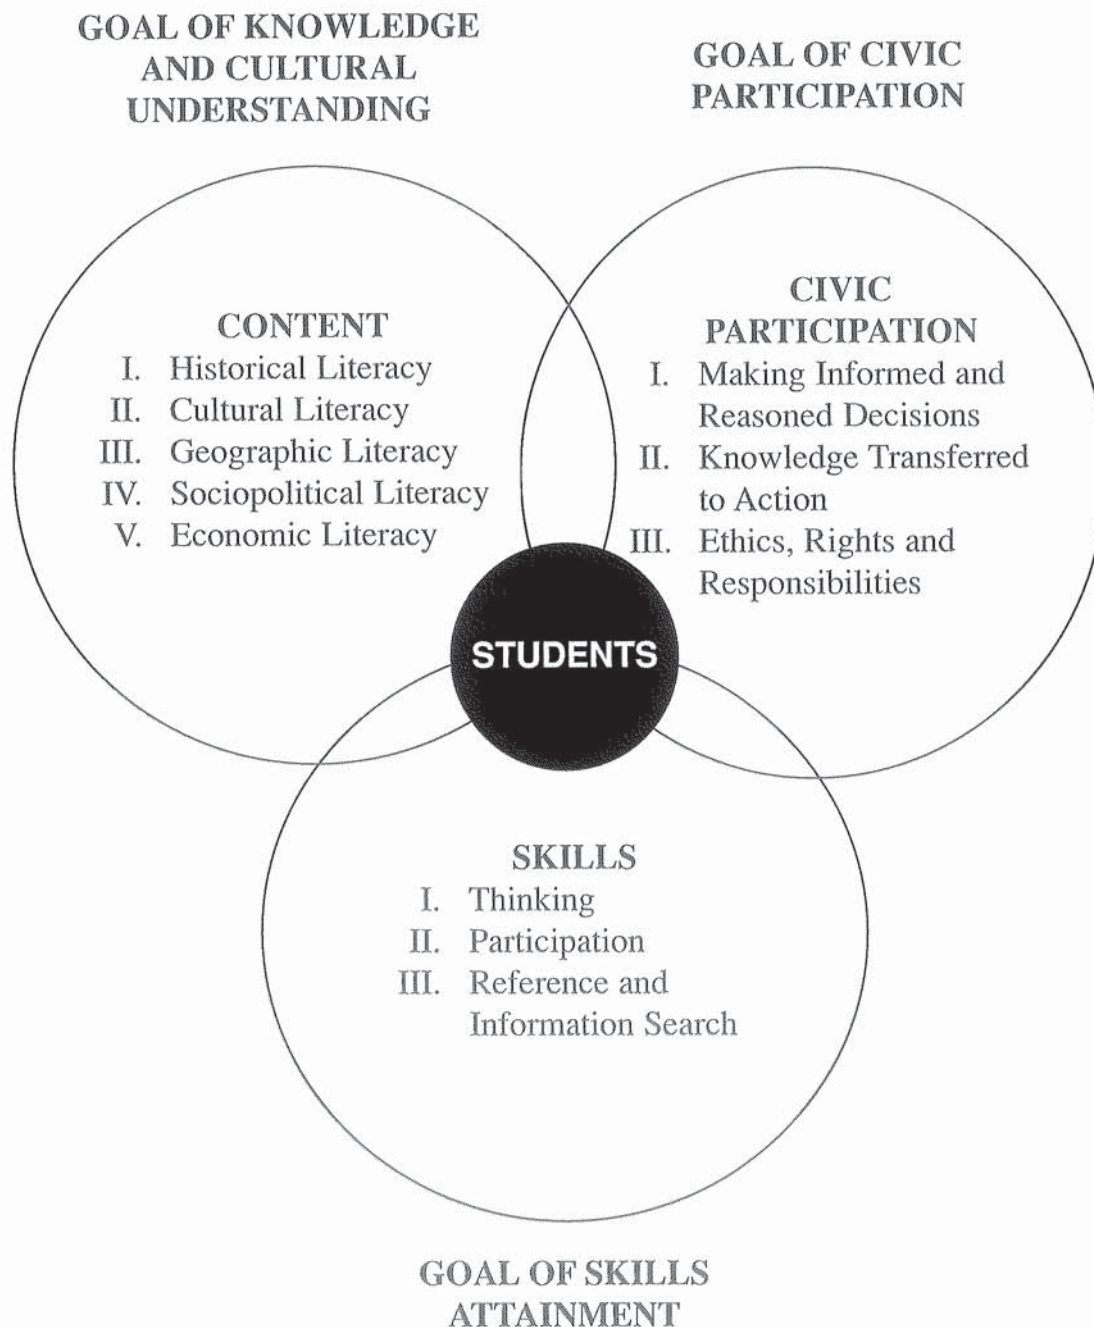 GOAL OF KNOWLEDGE
AND CULTURAL
UNDERSTANDING
GOAL OF CIVIC
PARTICIPATION
CONTENT
I. Historical Literacy
II. Cultural Literacy
III. Geographic Literacy
IV. Sociopolitical Literacy
V. Economic Literacy
CIVIC
PARTICIPATION
I. Making Informed and
Reasoned Decisions
II. Knowledge Transferred
to Action
III. Ethics, Rights and
Responsibilities
STUDENTS
SKILLS
I. Thinking
II. Participation
III. Reference and
Information Search
GOAL OF SKILLS
ATTAINMENT